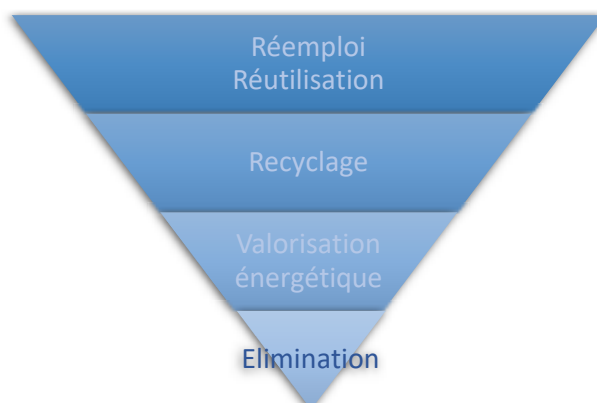 Réemploi
Réutilisation
Recyclage
Valorisation
énergétique
Elimination